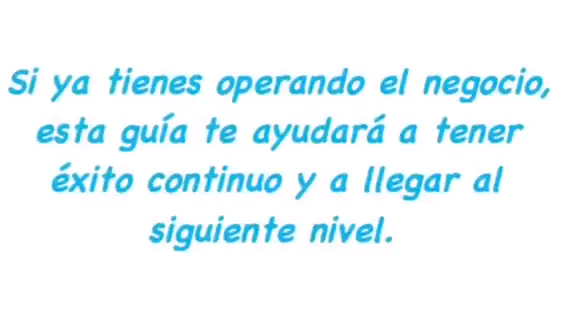 Si ya tienes operando el negocio,
esta guía te ayudará a tener
éxito continuo y a llegar al
siguiente nivel.